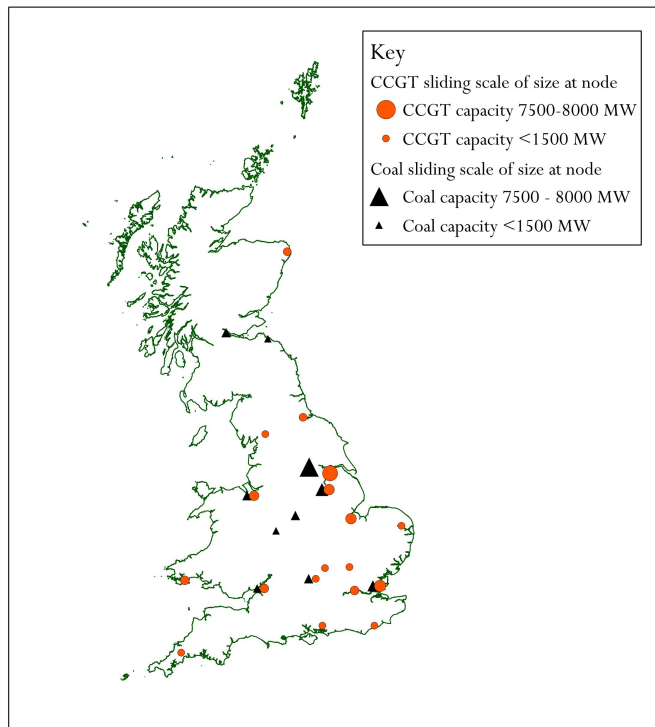 Key
CCGT sliding scale of size at node
CCGT capacity 7500-8000 MW
CCGT capacity <1500 MW
Coal sliding scale of size at node
Coal capacity 7500 - 8000 MW
Coal capacity <1500 MW